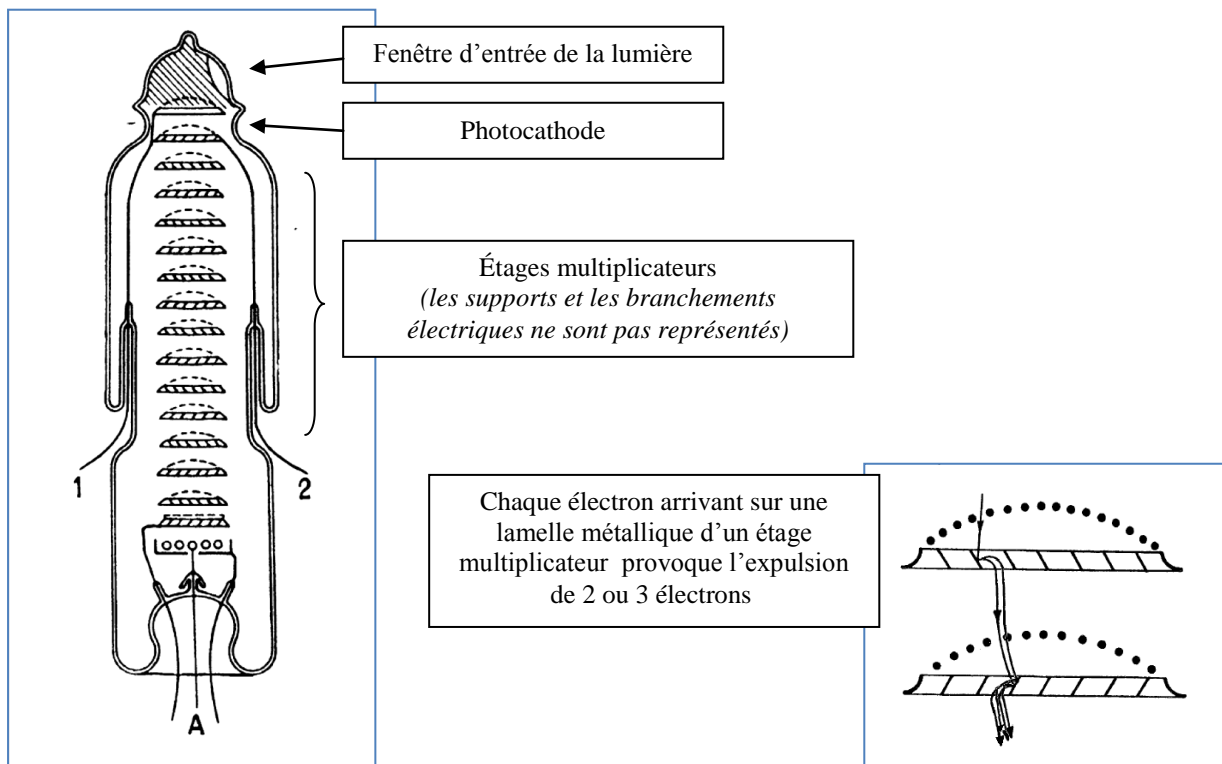 Fenêtre d’entrée de la lumière
Photocathode
Étages multiplicateurs
(les supports et les branchements
électriques ne sont pas représentés)
1
2
Chaque électron arrivant sur une
lamelle métallique d’un étage
multiplicateur provoque l’expulsion
de 2 ou 3 électrons
A